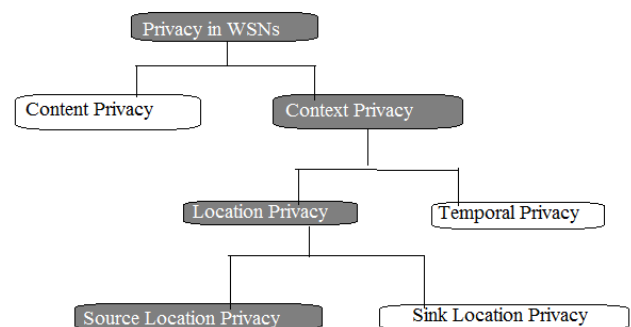 Privacy in WSNs
Content Privacy
Context Privacy
Location Privacy
Temporal Privacy
Source Location Privacy
Sink Location Privacy